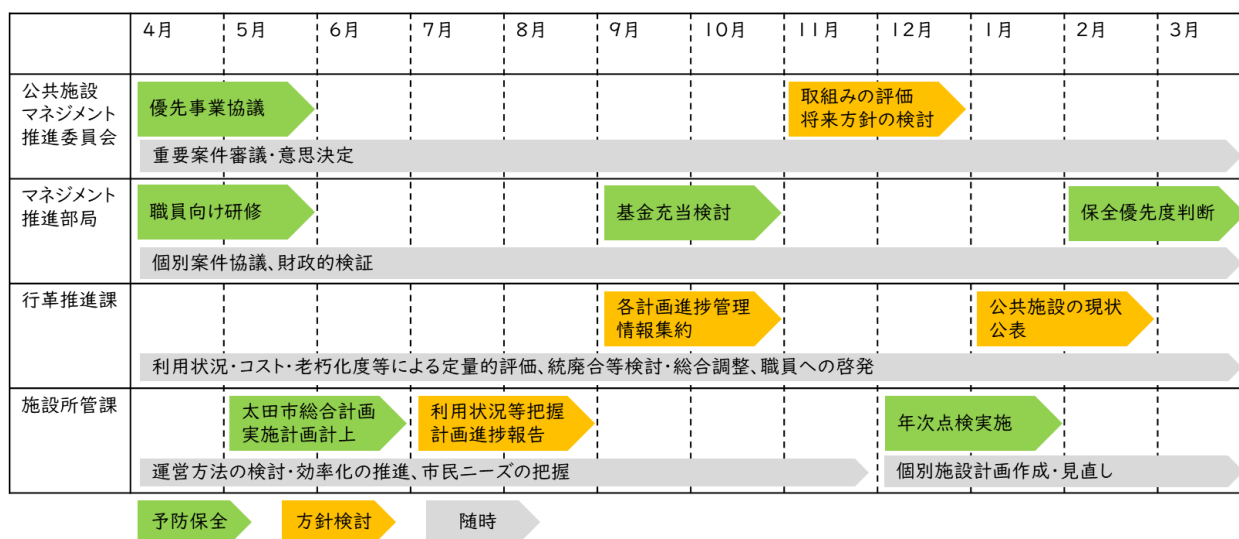 4月 5月 6月 7月 8月 9月 10月 11月 12月 1月 2月 3月
公共施設
マネジメント
推進委員会
優先事業協議
取組みの評価
将来方針の検討
重要案件審議・意思決定
マネジメント
推進部局
職員向け研修
基金充当検討
保全優先度判断
個別案件協議、財政的検証
行革推進課
各計画進捗管理
情報集約
公共施設の現状
公表
利用状況・コスト・老朽化度等による定量的評価、統廃合等検討・総合調整、職員への啓発
施設所管課
太田市総合計画
実施計画計上
利用状況等把握
計画進捗報告
年次点検実施
運営方法の検討・効率化の推進、市民ニーズの把握
個別施設計画作成・見直し
予防保全
方針検討
随時